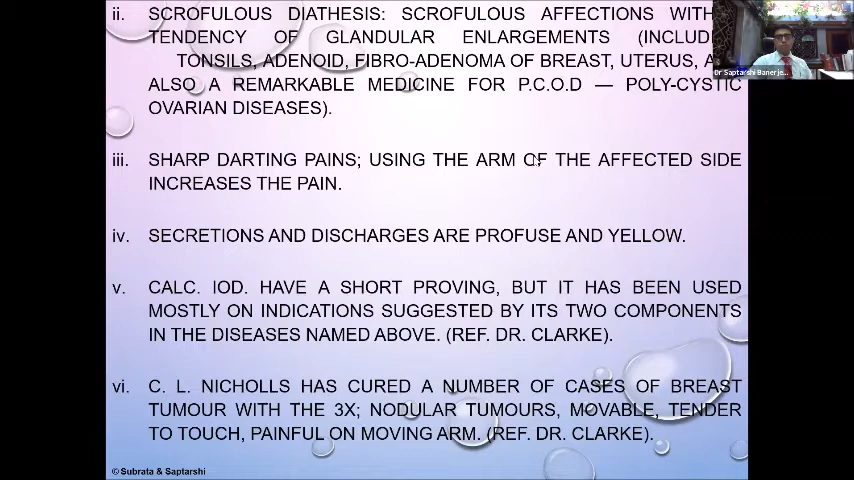 ii. SCROFULOUS DIATHESIS: SCROFULOUS AFFECTIONS WITH
TENDENCY OF GLANDULAR ENLARGEMENTS (INCLUD
TONSILS, ADENOID, FIBRO-ADENOMA OF BREAST, UTERUS, A
ALSO A REMARKABLE MEDICINE FOR P.C.O.D — POLY-CYSTIC
OVARIAN DISEASES).
iii. SHARP DARTING PAINS; USING THE ARM OF THE AFFECTED SIDE
INCREASES THE PAIN.
iv. SECRETIONS AND DISCHARGES ARE PROFUSE AND YELLOW.
v. CALC. IOD. HAVE A SHORT PROVING, BUT IT HAS BEEN USED
MOSTLY ON INDICATIONS SUGGESTED BY ITS TWO COMPONENTS
IN THE DISEASES NAMED ABOVE. (REF. DR. CLARKE).
vi. C. L. NICHOLLS HAS CURED A NUMBER OF CASES OF BREAST
TUMOUR WITH THE 3X; NODULAR TUMOURS, MOVABLE, TENDER
TO TOUCH, PAINFUL ON MOVING ARM. (REF. DR. CLARKE).
© Subrata & Saptarshi
Dr Saptarshi Banerje...